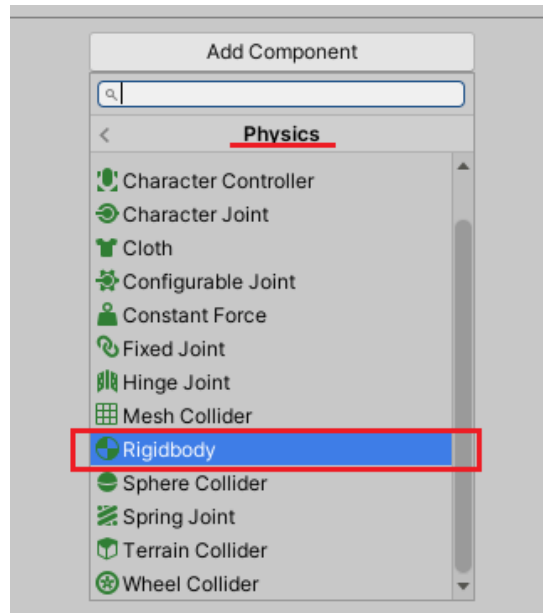 Add Component
Physics
Character Controller
Character Joint
Cloth
Configurable Joint
Constant Force
Fixed Joint
Hinge Joint
Mesh Collider
Rigidbody
Sphere Collider
Spring Joint
Terrain Collider
Wheel Collider